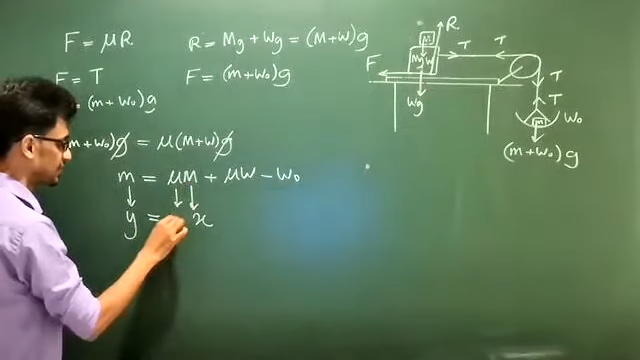 F = μR
R = Mg + Wg = (M+W)g
F = T
F = (m+W₀)g
(m+W₀)g
m+W₀)g = μ(M+W)g
m = μM + μW − W₀
y = x
R
M
Mg W
F
T T
Wg
T
T
m
W₀
(m+W₀)g